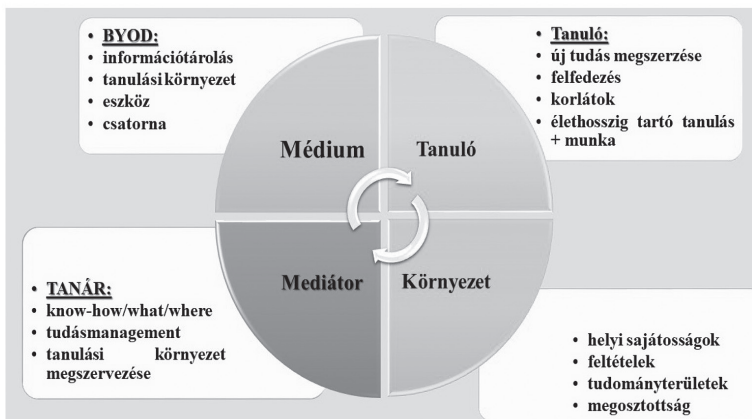 • BYOD:
• információtárolás
• tanulási környezet
• eszköz
• csatorna
• Tanuló:
• új tudás megszerzése
• felfedezés
• korlátok
• élethosszig tartó tanulás
+ munka
Médium
Tanuló
Mediátor
Környezet
• TANÁR:
• know-how/what/where
• tudásmanagement
• tanulási környezet
megszervezése
• helyi sajátosságok
• feltételek
• tudományterületek
• megosztottság